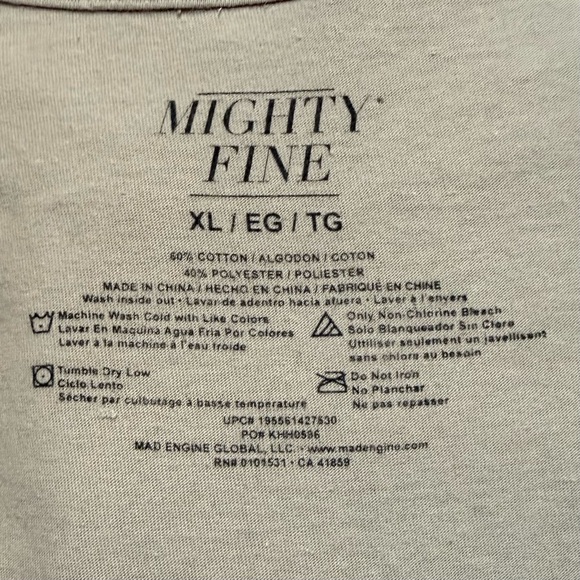 MIGHTY
FINE
XL / EG / TG
60% COTTON / ALGODON / COTON
40% POLYESTER / POLIESTER
MADE IN CHINA / HECHO EN CHINA / FABRIQUE EN CHINE
Wash inside out • Lavar de adentro hacia afuera • Laver à l'envers
Machine Wash Cold with Like Colors
Lavar En Maquina Agua Fria Por Colores
Laver à la machine à l'eau froide
Only Non-Chlorine Bleach
Solo Blanqueador Sin Cloro
Utiliser seulement un javellisant
sans chlore au besoin
Tumble Dry Low
Ciclo Lento
Sécher par culbutage à basse température
Do Not Iron
No Planchar
Ne pas repasser
UPC# 195561427630
PO# KHH0596
MAD ENGINE GLOBAL, LLC. • www.madengine.com
RN# 0101531 • CA 41859